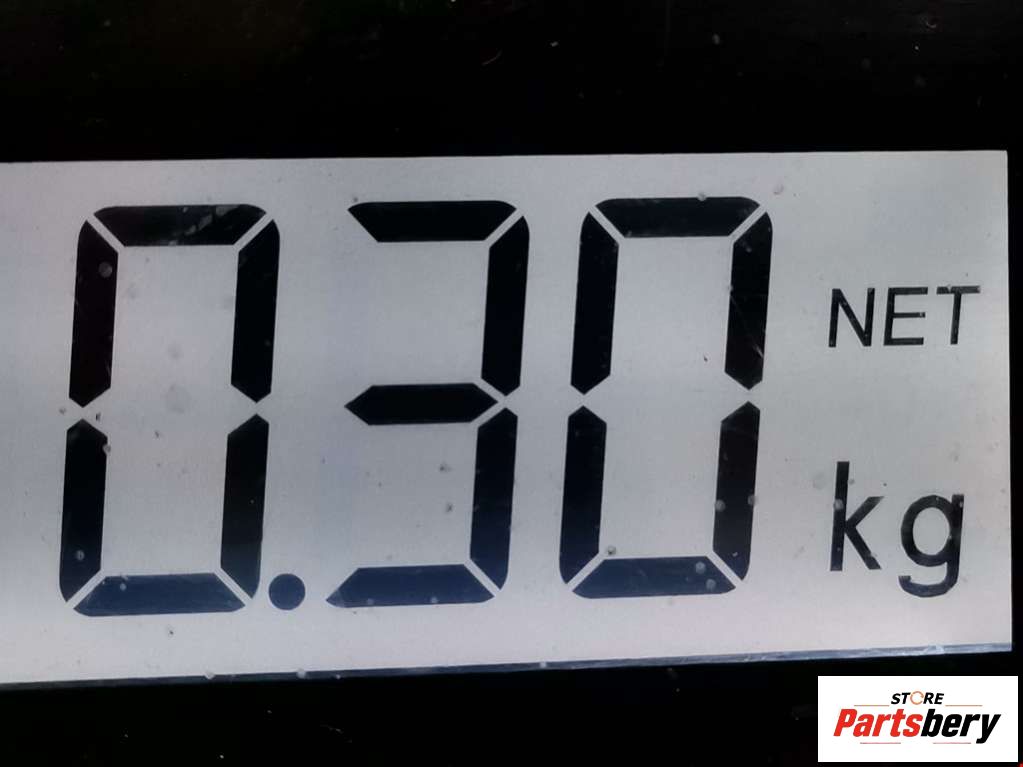 0.30
NET
kg
STORE
Partsbery